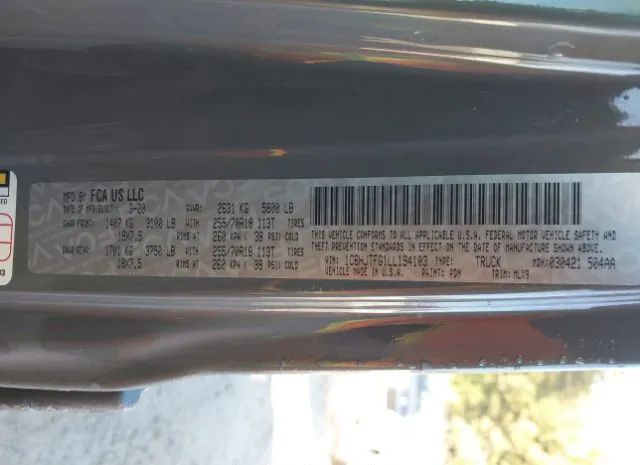 MFD BY FCA US LLC
DATE OF MFR: 3-20 GVWR: 2631 KG 5800 LB
GAWR FRONT: 1407 KG 3100 LB WITH 255/70R18 113T TIRES
18X7.5 RIMS AT 260 KPA ( 38 PSI) COLD
GAWR REAR: 1701 KG 3750 LB WITH 255/70R18 113T TIRES
18X7.5 RIMS AT 260 KPA ( 38 PSI) COLD
THIS VEHICLE CONFORMS TO ALL APPLICABLE U.S.A. FEDERAL MOTOR VEHICLE SAFETY AND
THEFT PREVENTION STANDARDS IN EFFECT ON THE DATE OF MANUFACTURE SHOWN ABOVE.
VIN: 1C6HJTFG1LL194103 TYPE: TRUCK MDH:030421 504AA
MADE IN U.S.A. PAINT: PDN TRIM: MLX9